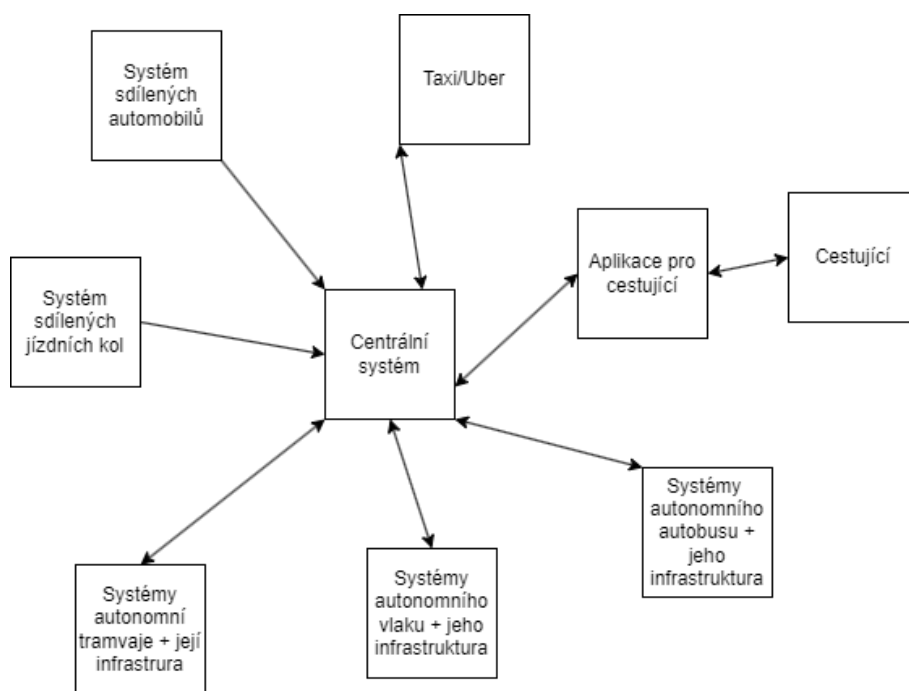 Systém
sdílených
automobilů
Taxi/Uber
Aplikace pro
cestující
Cestující
Systém
sdílených
jízdních kol
Centrální
systém
Systémy
autonomního
autobusu +
jeho
infrastruktura
Systémy
autonomní
tramvaje + její
infrastrura
Systémy
autonomního
vlaku + jeho
infrastruktura